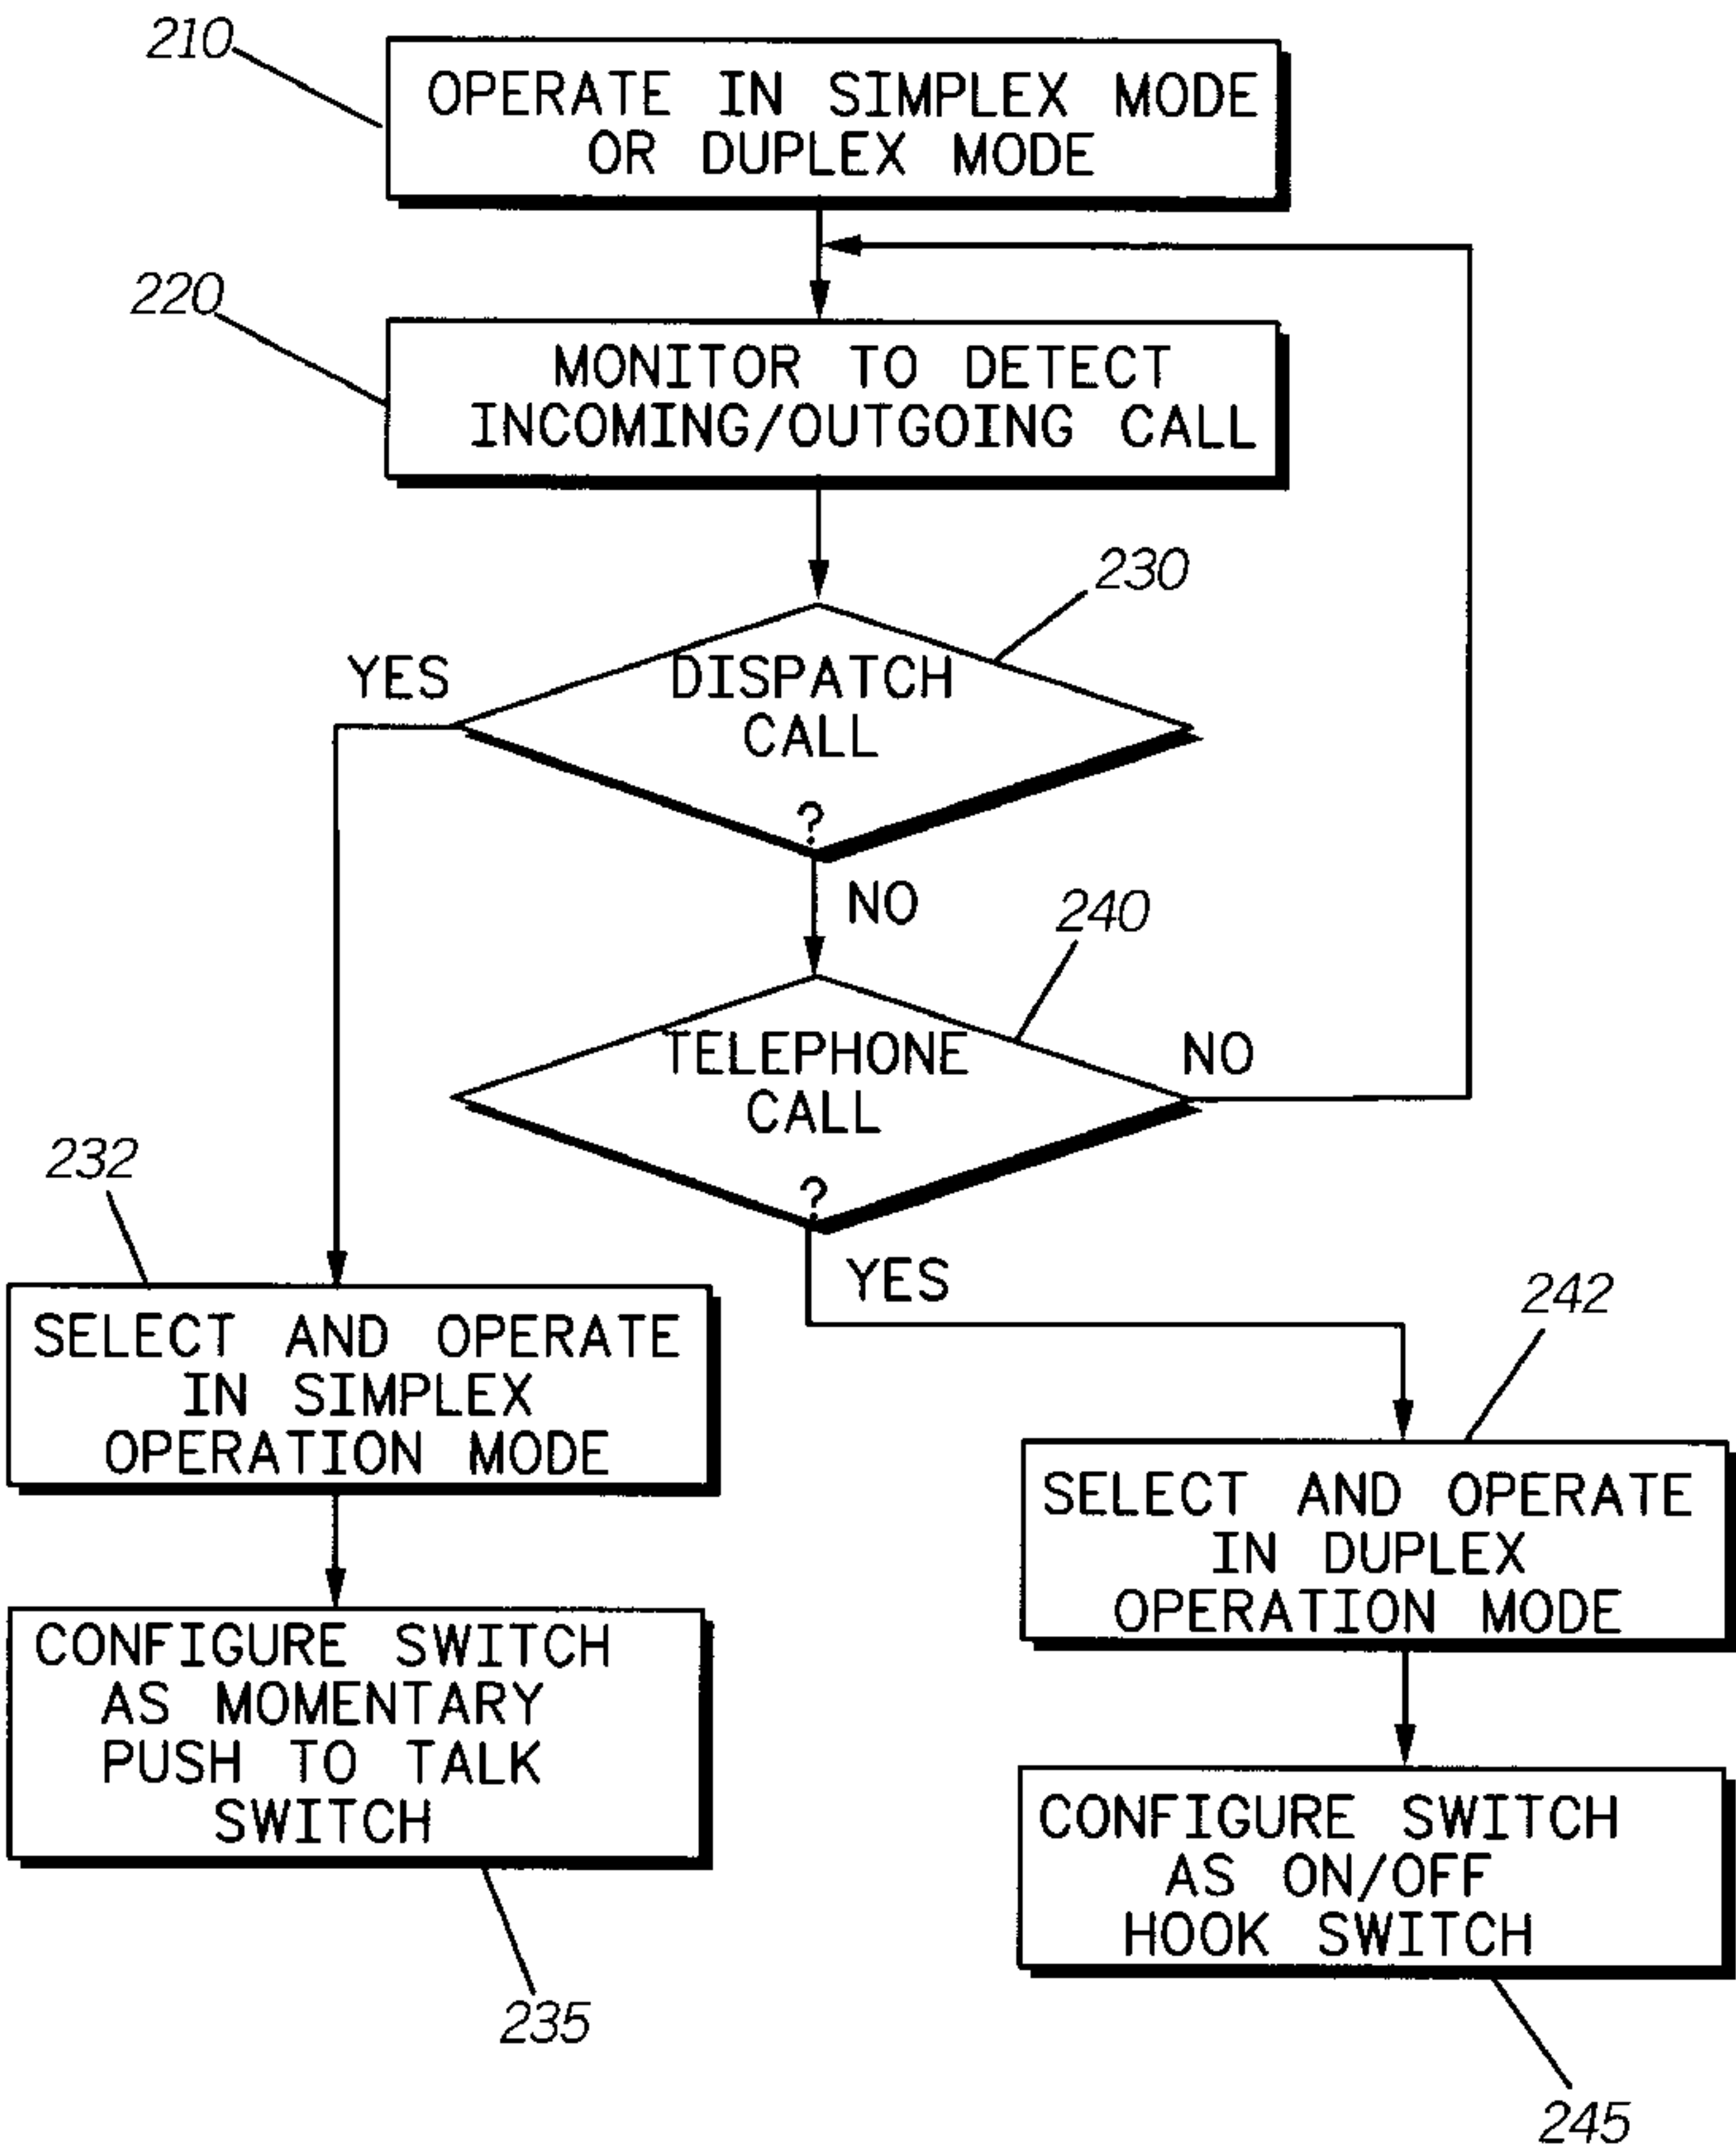 210
OPERATE IN SIMPLEX MODE
OR DUPLEX MODE
220
MONITOR TO DETECT
INCOMING/OUTGOING CALL
230
YES
DISPATCH
CALL
?
NO
240
TELEPHONE
CALL
?
NO
YES
232
SELECT AND OPERATE
IN SIMPLEX
OPERATION MODE
242
SELECT AND OPERATE
IN DUPLEX
OPERATION MODE
CONFIGURE SWITCH
AS MOMENTARY
PUSH TO TALK
SWITCH
235
CONFIGURE SWITCH
AS ON/OFF
HOOK SWITCH
245